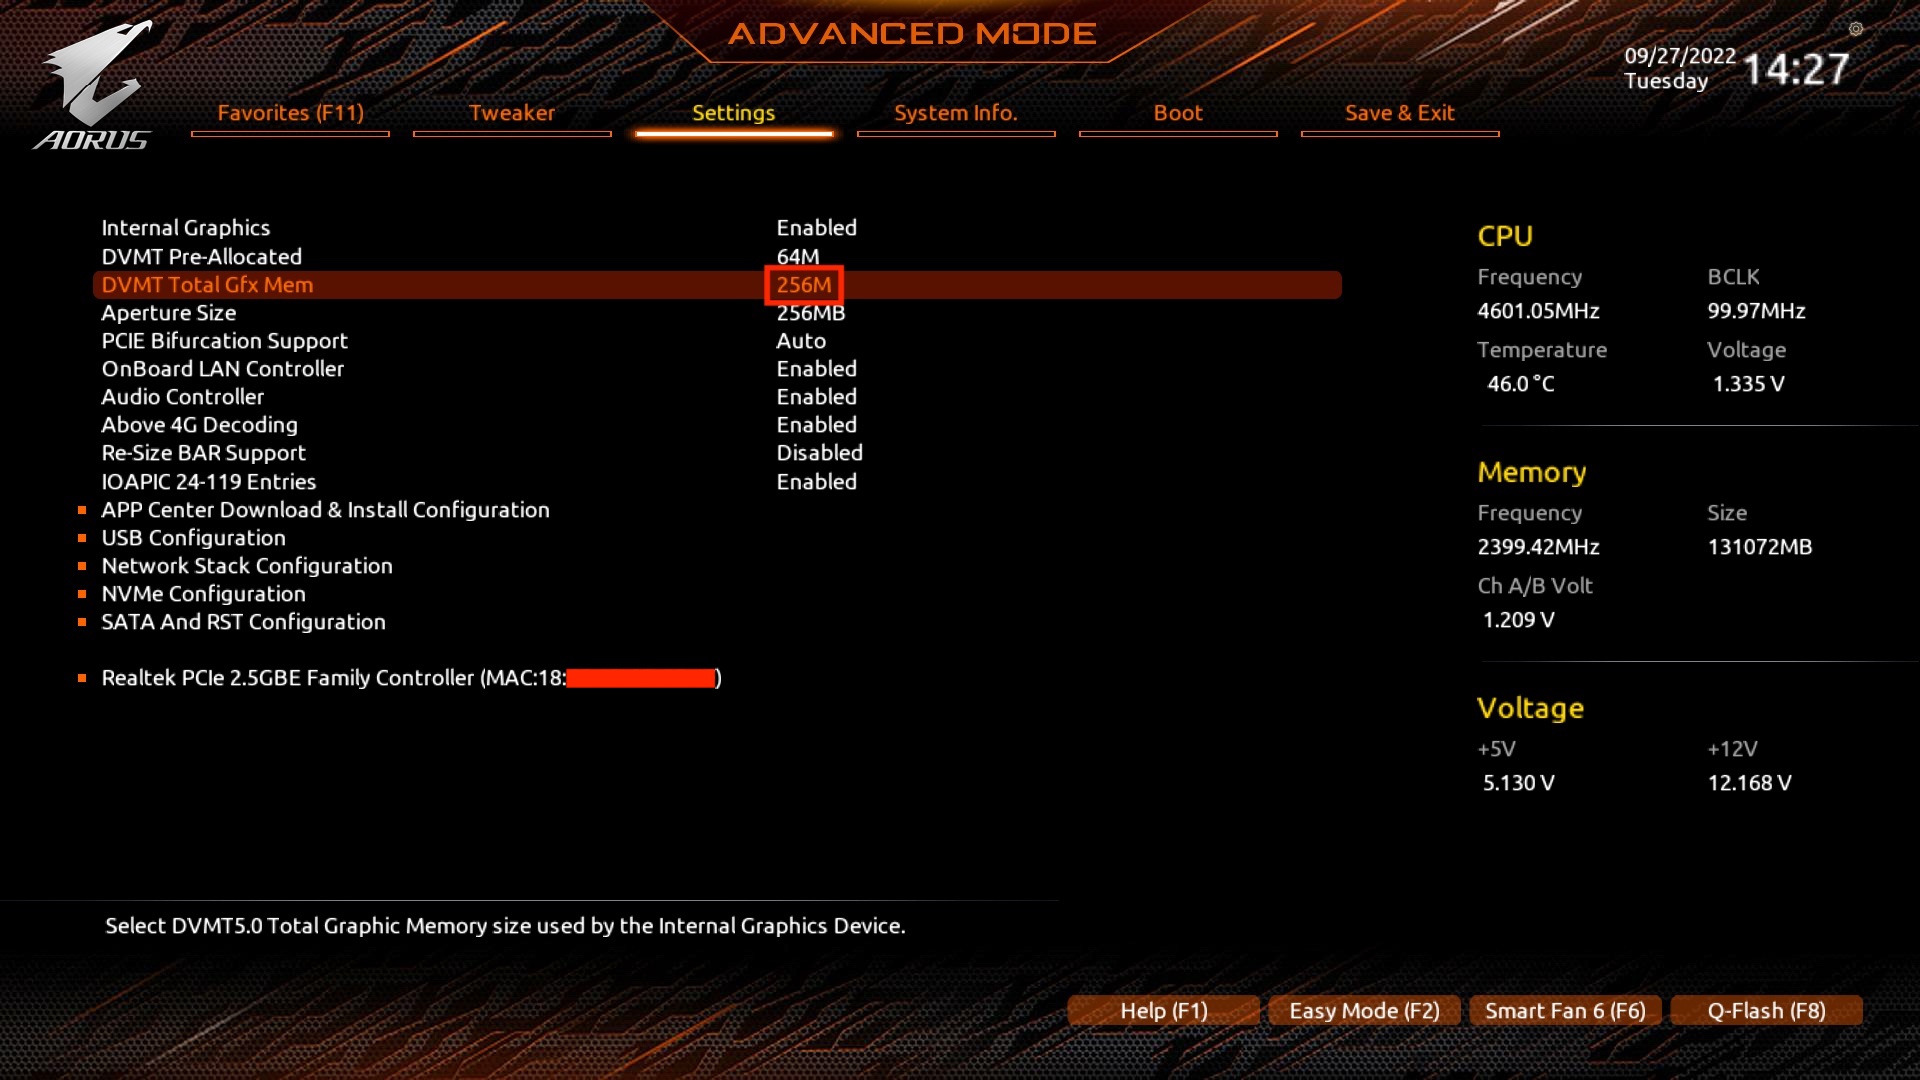 ADVANCED MODE
09/27/2022
Tuesday
14:27
AORUS
Favorites (F11) Tweaker Settings System Info. Boot Save & Exit
Internal Graphics Enabled
DVMT Pre-Allocated 64M
DVMT Total Gfx Mem 256M
Aperture Size 256MB
PCIE Bifurcation Support Auto
OnBoard LAN Controller Enabled
Audio Controller Enabled
Above 4G Decoding Enabled
Re-Size BAR Support Disabled
IOAPIC 24-119 Entries Enabled
APP Center Download & Install Configuration
USB Configuration
Network Stack Configuration
NVMe Configuration
SATA And RST Configuration
Realtek PCIe 2.5GBE Family Controller (MAC:18: )
CPU
Frequency BCLK
4601.05MHz 99.97MHz
Temperature Voltage
46.0 °C 1.335 V
Memory
Frequency Size
2399.42MHz 131072MB
Ch A/B Volt
1.209 V
Voltage
+5V +12V
5.130 V 12.168 V
Select DVMT5.0 Total Graphic Memory size used by the Internal Graphics Device.
Help (F1) Easy Mode (F2) Smart Fan 6 (F6) Q-Flash (F8)